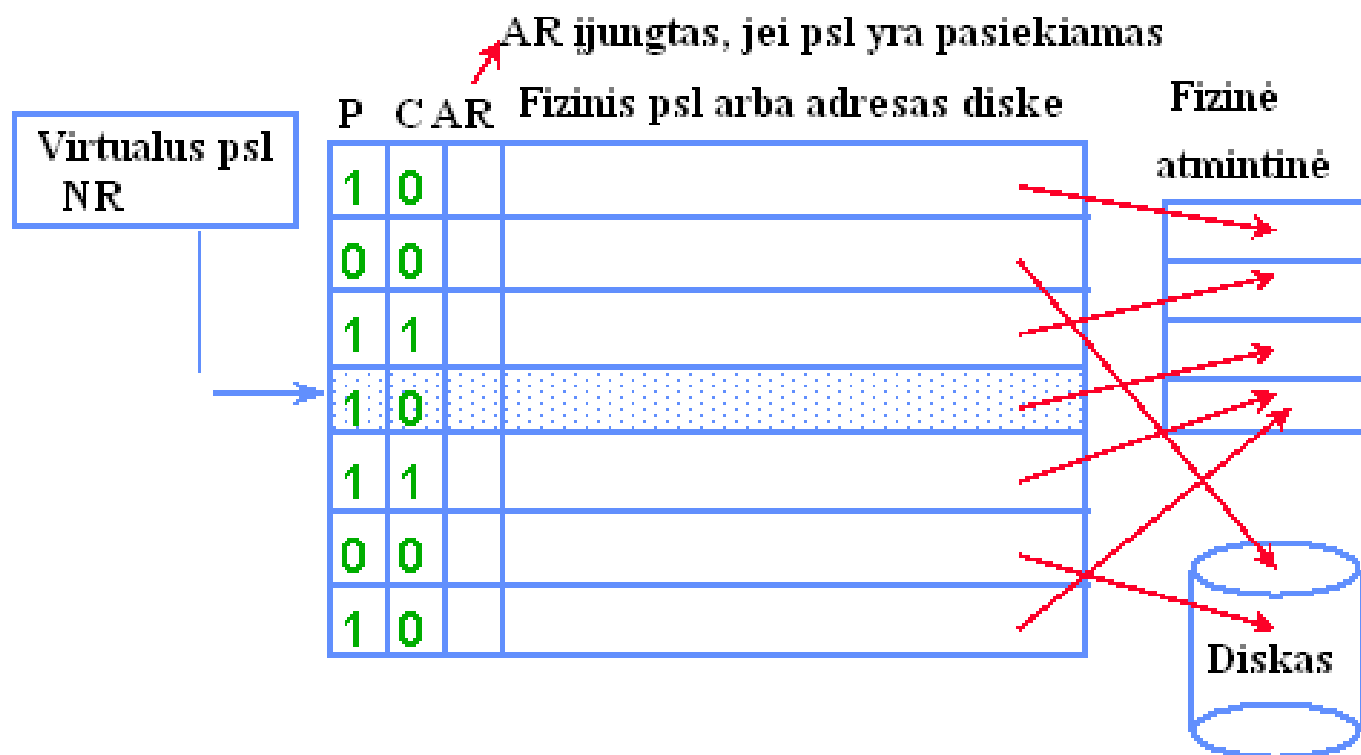 AR ijungtas, jei psl yra pasiekiamas
P C AR Fizinis psl arba adresas diske
Fizinė
atmintinė
Virtualus psl
NR
1 0
0 0
1 1
1 0
1 1
0 0
1 0
Diskas